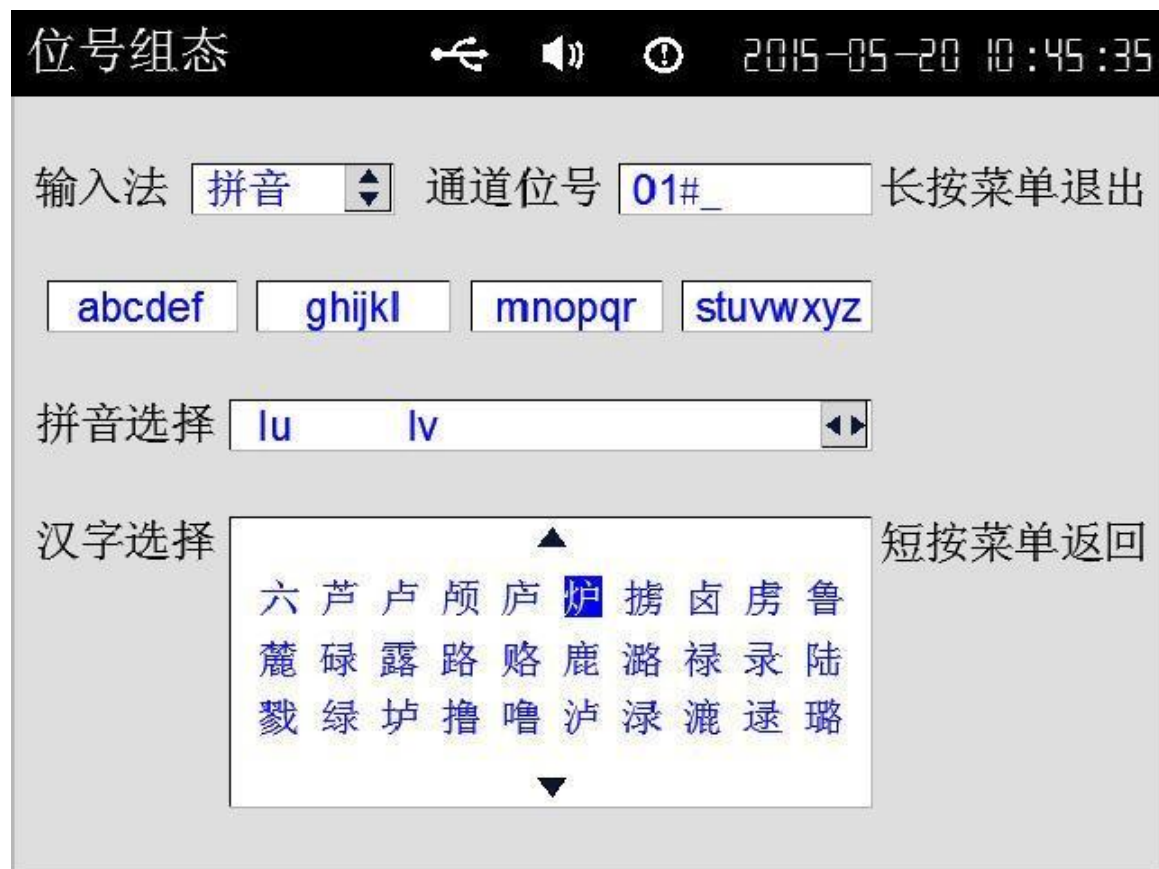 位号组态 2015-05-20 10:45:35
输入法 拼音 通道位号 01#_ 长按菜单退出
abcdef ghijkl mnopqr stuvwxyz
拼音选择 lu lv
汉字选择 短按菜单返回
六 芦 卢 颅 庐 炉 掳 卤 虏 鲁
麓 碌 露 路 赂 鹿 潞 禄 录 陆
戮 绿 垆 撸 噜 泸 渌 漉 逯 璐